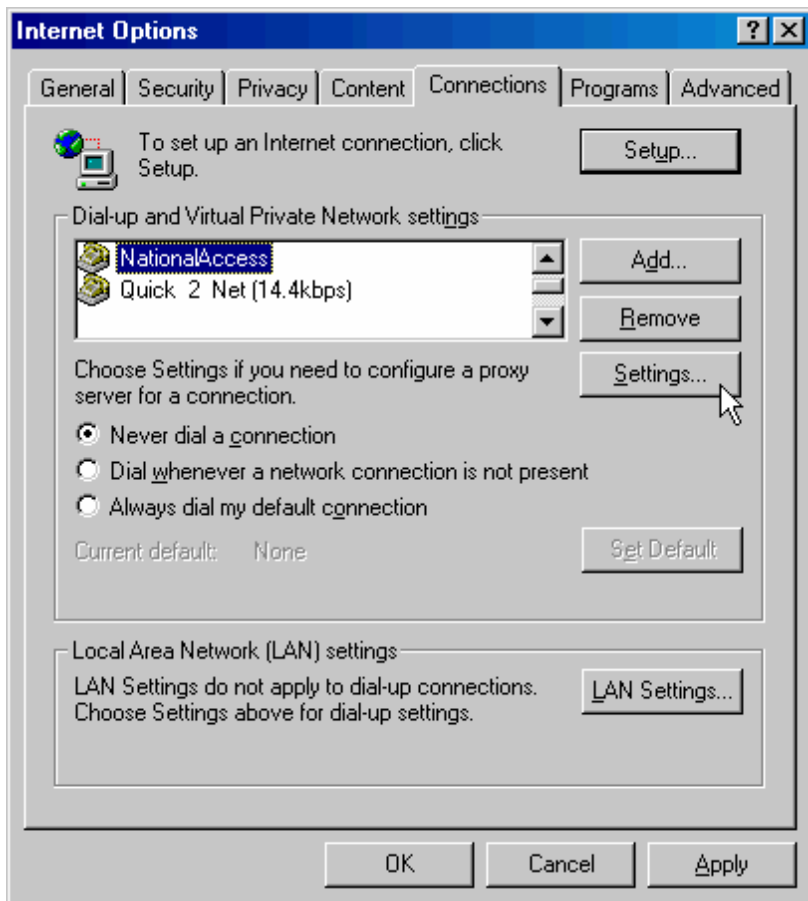 Internet Options
General Security Privacy Content Connections Programs Advanced
To set up an Internet connection, click
Setup.
Setup...
Dial-up and Virtual Private Network settings
NationalAccess
Quick 2 Net (14.4kbps)
Add...
Remove
Choose Settings if you need to configure a proxy
server for a connection.
Settings...
Never dial a connection
Dial whenever a network connection is not present
Always dial my default connection
Current default: None
Set Default
Local Area Network (LAN) settings
LAN Settings do not apply to dial-up connections.
Choose Settings above for dial-up settings.
LAN Settings...
OK Cancel Apply